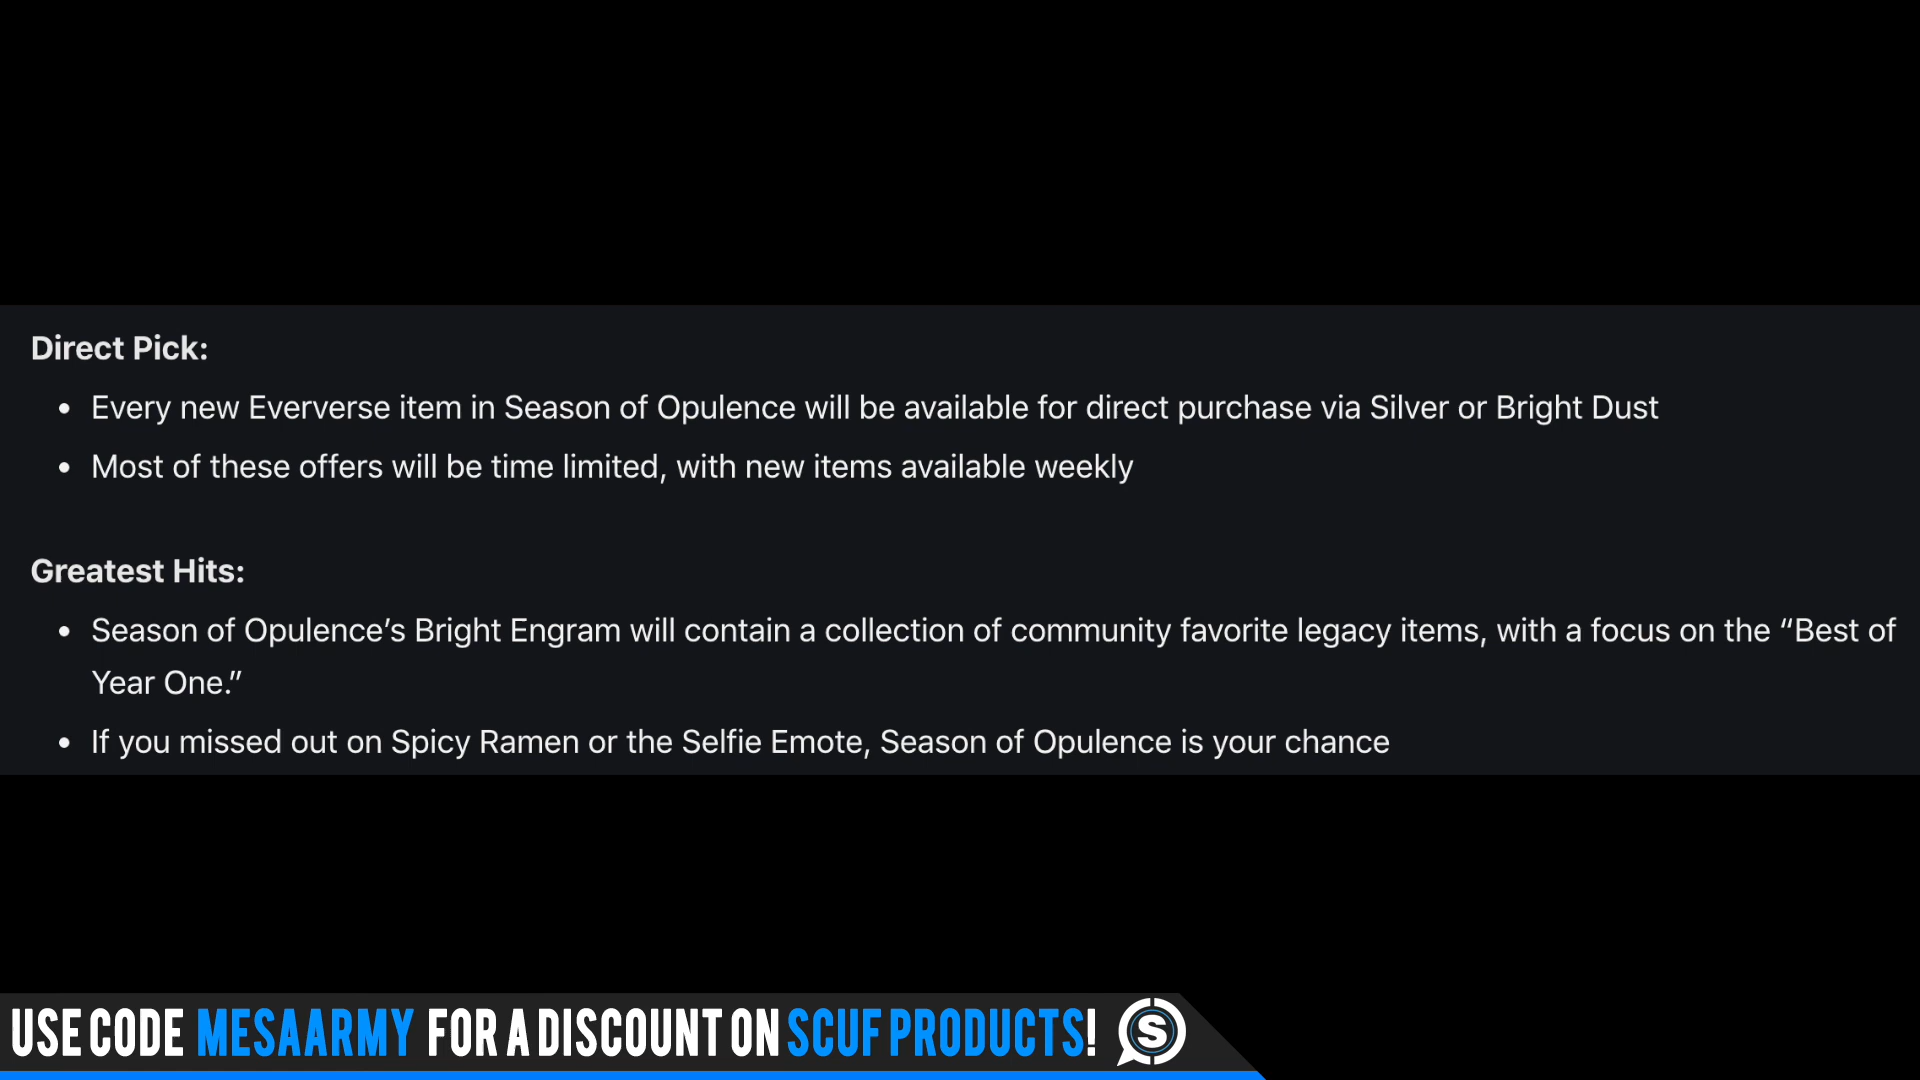 Direct Pick:
• Every new Eververse item in Season of Opulence will be available for direct purchase via Silver or Bright Dust
• Most of these offers will be time limited, with new items available weekly
Greatest Hits:
• Season of Opulence’s Bright Engram will contain a collection of community favorite legacy items, with a focus on the “Best of
Year One.”
• If you missed out on Spicy Ramen or the Selfie Emote, Season of Opulence is your chance
USE CODE MESAARMY FOR A DISCOUNT ON SCUF PRODUCTS! S